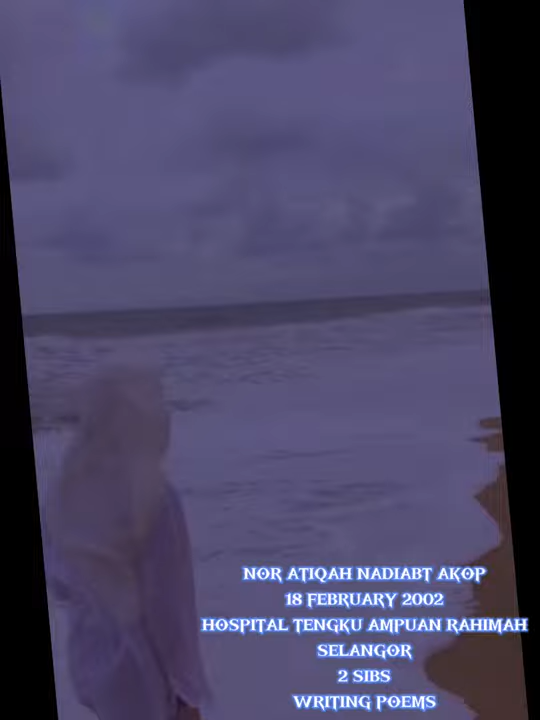 NOR ATIQAH NADIABT AKOP
18 FEBRUARY 2002
HOSPITAL TENGKU AMPUAN RAHIMAH
SELANGOR
2 SIBS
WRITING POEMS